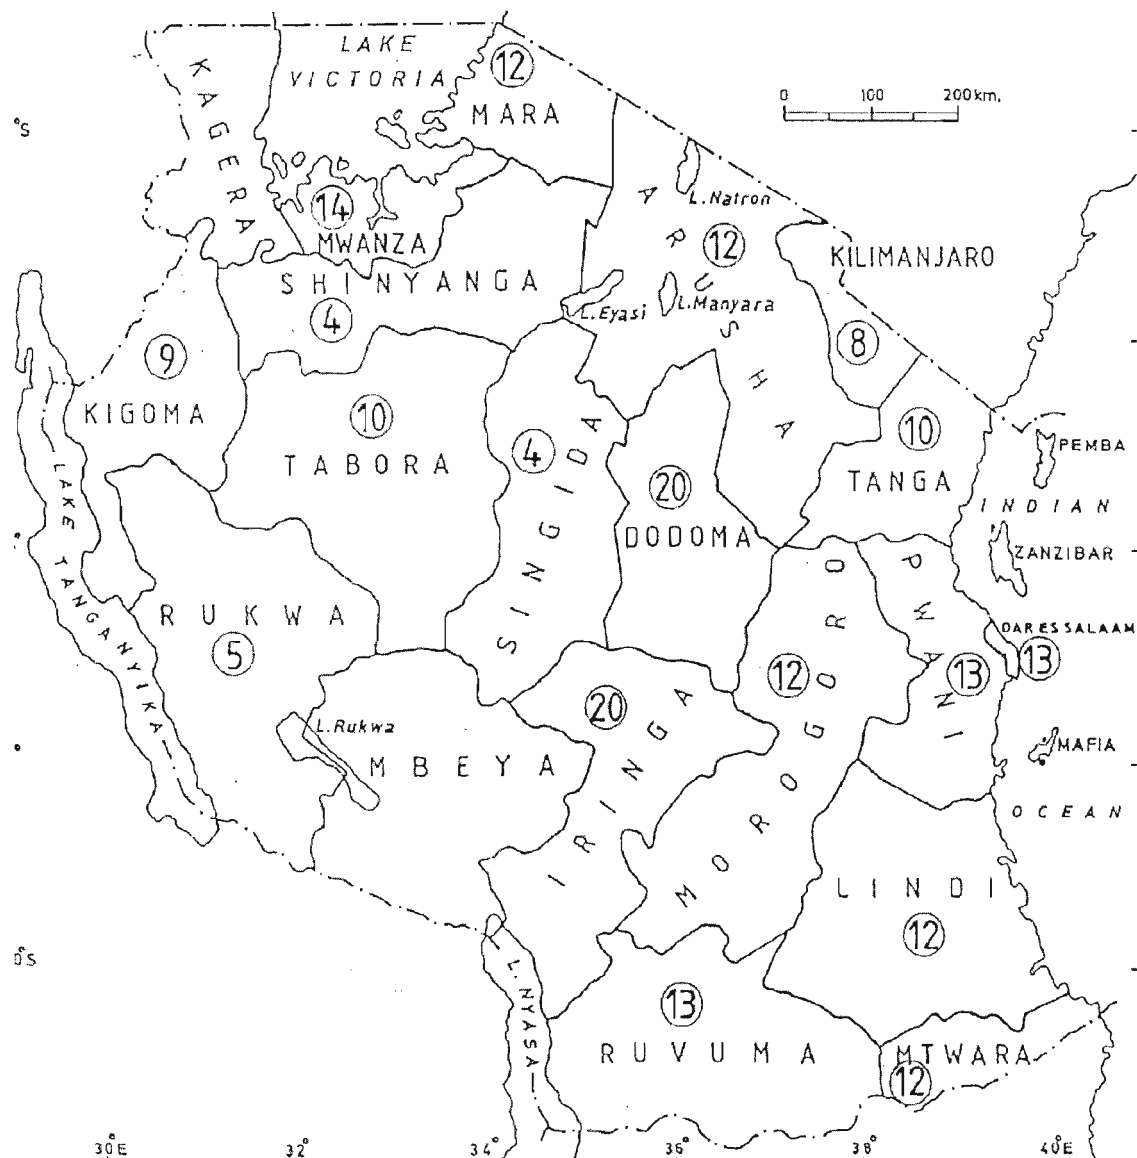 LAKE
VICTORIA
KAGERA
12
MARA
0 100 200km.
°S
14
MWANZA
SHINYANGA
4
L.Natron
ARUSHA
12
KILIMANJARO
L.Eyasi
L.Manyara
8
9
KIGOMA
10
TABORA
4
SINGIDA
20
DODOMA
10
TANGA
PEMBA
INDIAN
ZANZIBAR
LAKE TANGANYIKA
RUKWA
5
PWANI
13
DARESSALAAM
13
12
MOROGORO
20
IRINGA
L.Rukwa
MBEYA
MAFIA
OCEAN
LINDI
12
0°S
L. NYASA
13
RUVUMA
MTWARA
12
30°E 32° 34° 36° 38° 40°E